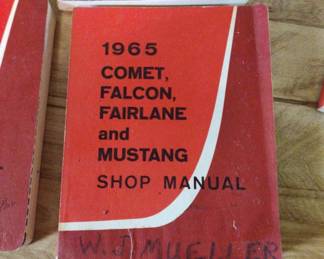 1965
COMET,
FALCON,
FAIRLANE
and
MUSTANG
SHOP MANUAL
W. J MUELLER